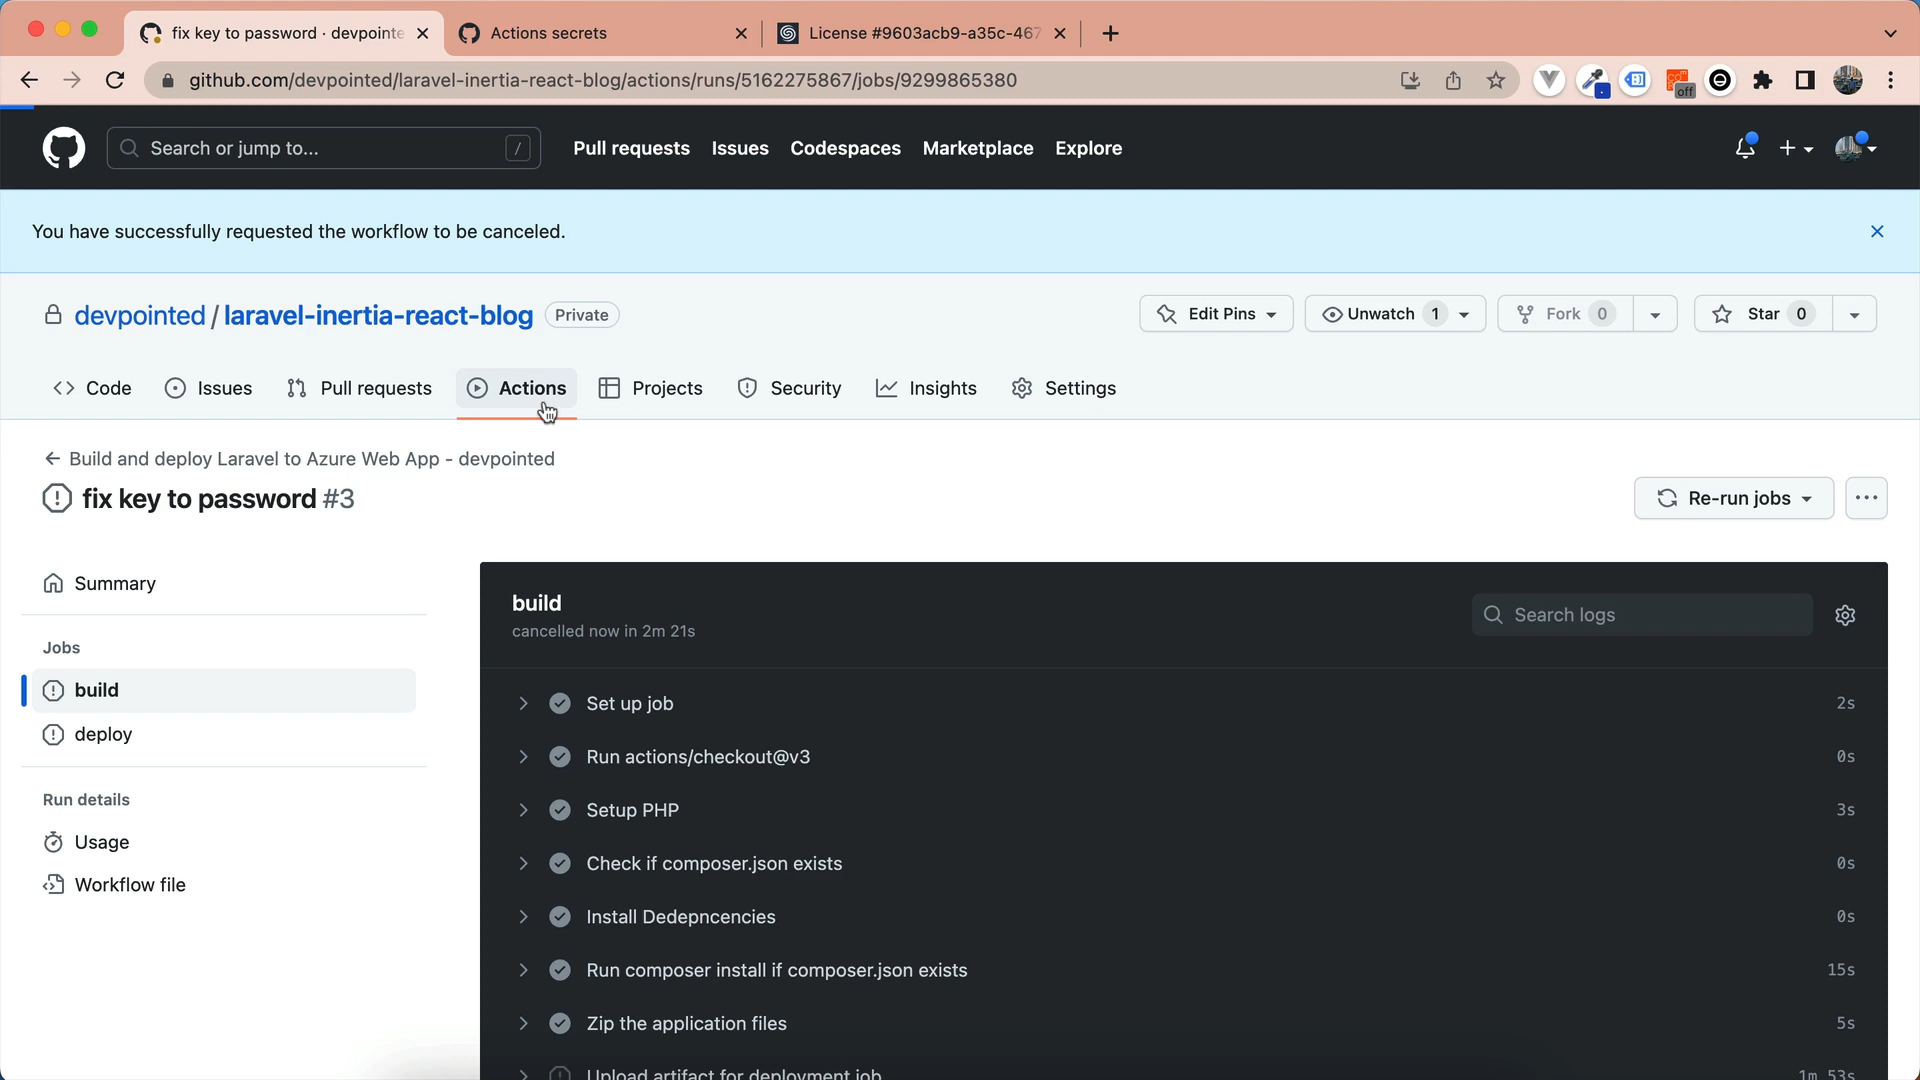 fix key to password · devpointe
Actions secrets
License #9603acb9-a35c-467
github.com/devpointed/laravel-inertia-react-blog/actions/runs/5162275867/jobs/9299865380
off
Search or jump to...
/
Pull requests
Issues
Codespaces
Marketplace
Explore
You have successfully requested the workflow to be canceled.
devpointed / laravel-inertia-react-blog
Private
Edit Pins
Unwatch 1
Fork 0
Star 0
Code
Issues
Pull requests
Actions
Projects
Security
Insights
Settings
Build and deploy Laravel to Azure Web App - devpointed
fix key to password #3
Re-run jobs
Summary
Jobs
build
deploy
Run details
Usage
Workflow file
build
cancelled now in 2m 21s
Search logs
Set up job 2s
Run actions/checkout@v3 0s
Setup PHP 3s
Check if composer.json exists 0s
Install Dedepncencies 0s
Run composer install if composer.json exists 15s
Zip the application files 5s
Upload artifact for deployment job 1m 53s